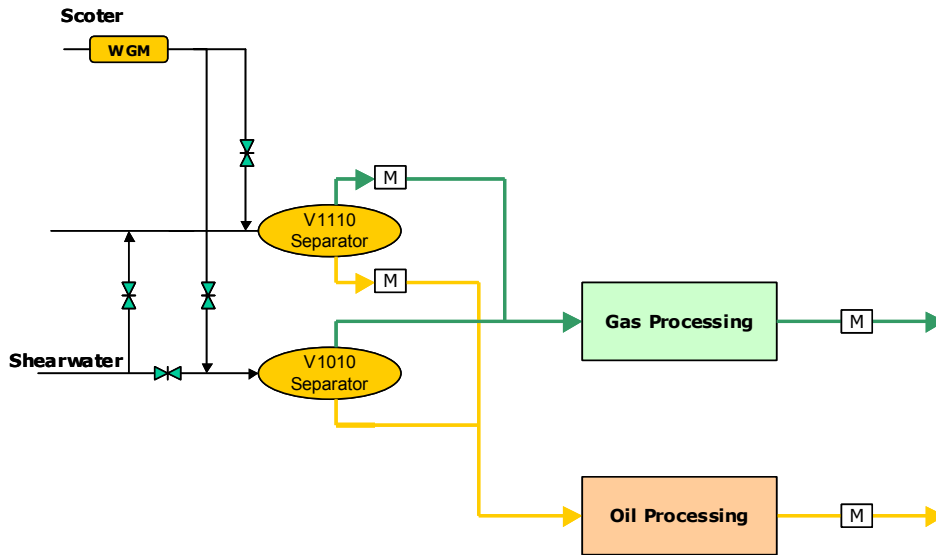 Scoter
WGM
M
V1110
Separator
M
Gas Processing
M
Shearwater
V1010
Separator
Oil Processing
M